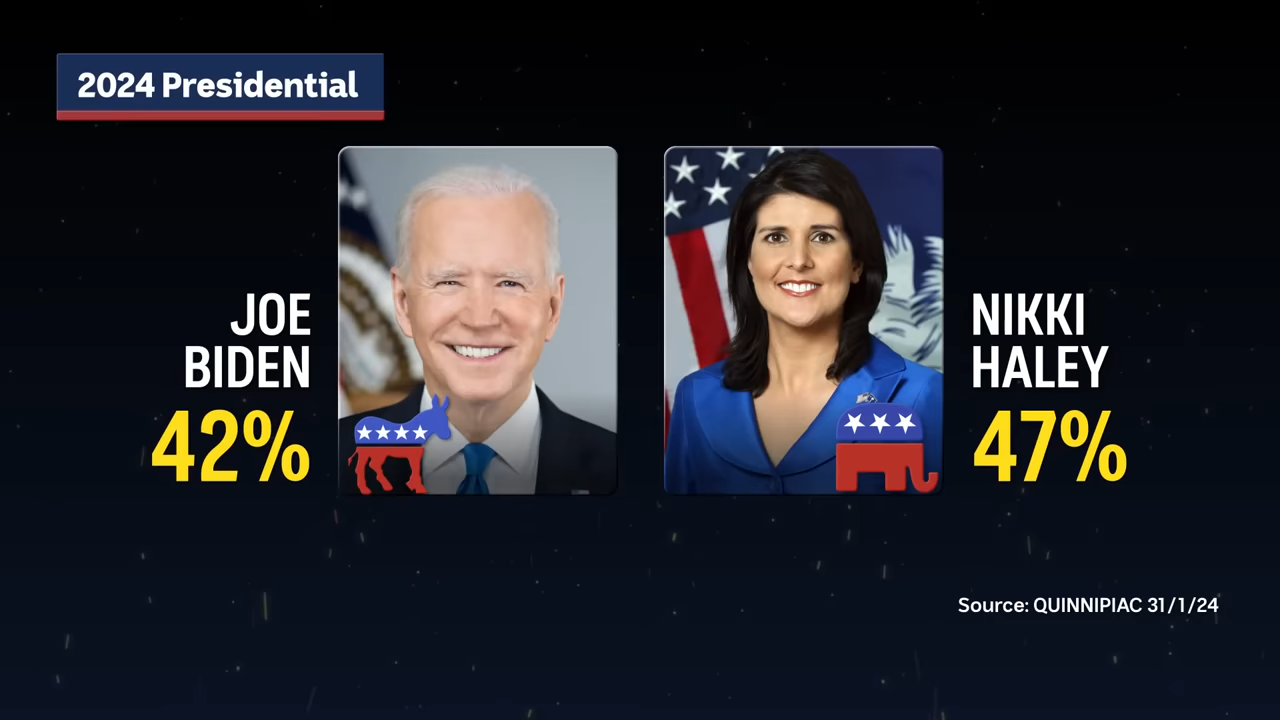 2024 Presidential
JOE
BIDEN
42%
NIKKI
HALEY
47%
Source: QUINNIPIAC 31/1/24